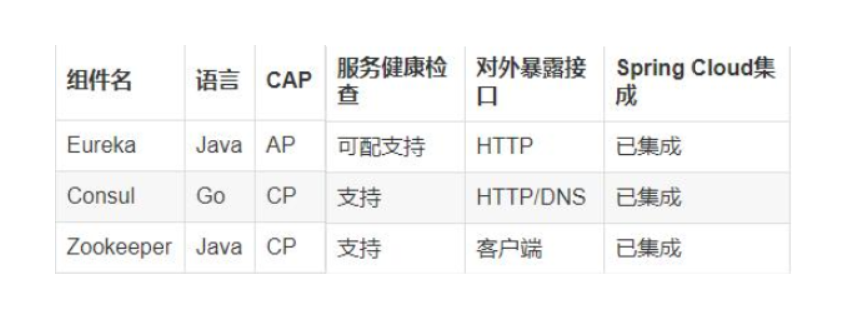 组件名 语言 CAP 服务健康检查 对外暴露接口 Spring Cloud集成
Eureka Java AP 可配支持 HTTP 已集成
Consul Go CP 支持 HTTP/DNS 已集成
Zookeeper Java CP 支持 客户端 已集成